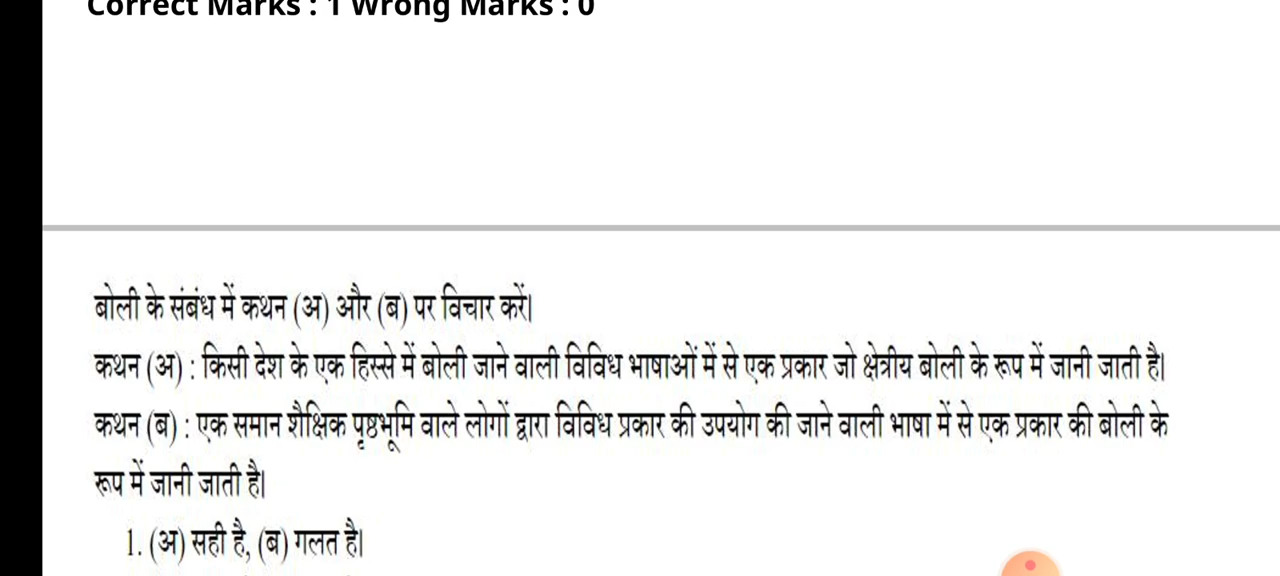 Correct Marks : 1 Wrong Marks : 0
बोली के संबंध में कथन (अ) और (ब) पर विचार करें।
कथन (अ) : किसी देश के एक हिस्से में बोली जाने वाली विविध भाषाओं में से एक प्रकार जो क्षेत्रीय बोली के रूप में जानी जाती है।
कथन (ब) : एक समान शैक्षिक पृष्ठभूमि वाले लोगों द्वारा विविध प्रकार की उपयोग की जाने वाली भाषा में से एक प्रकार की बोली के
रूप में जानी जाती है।
1. (अ) सही है, (ब) गलत है।